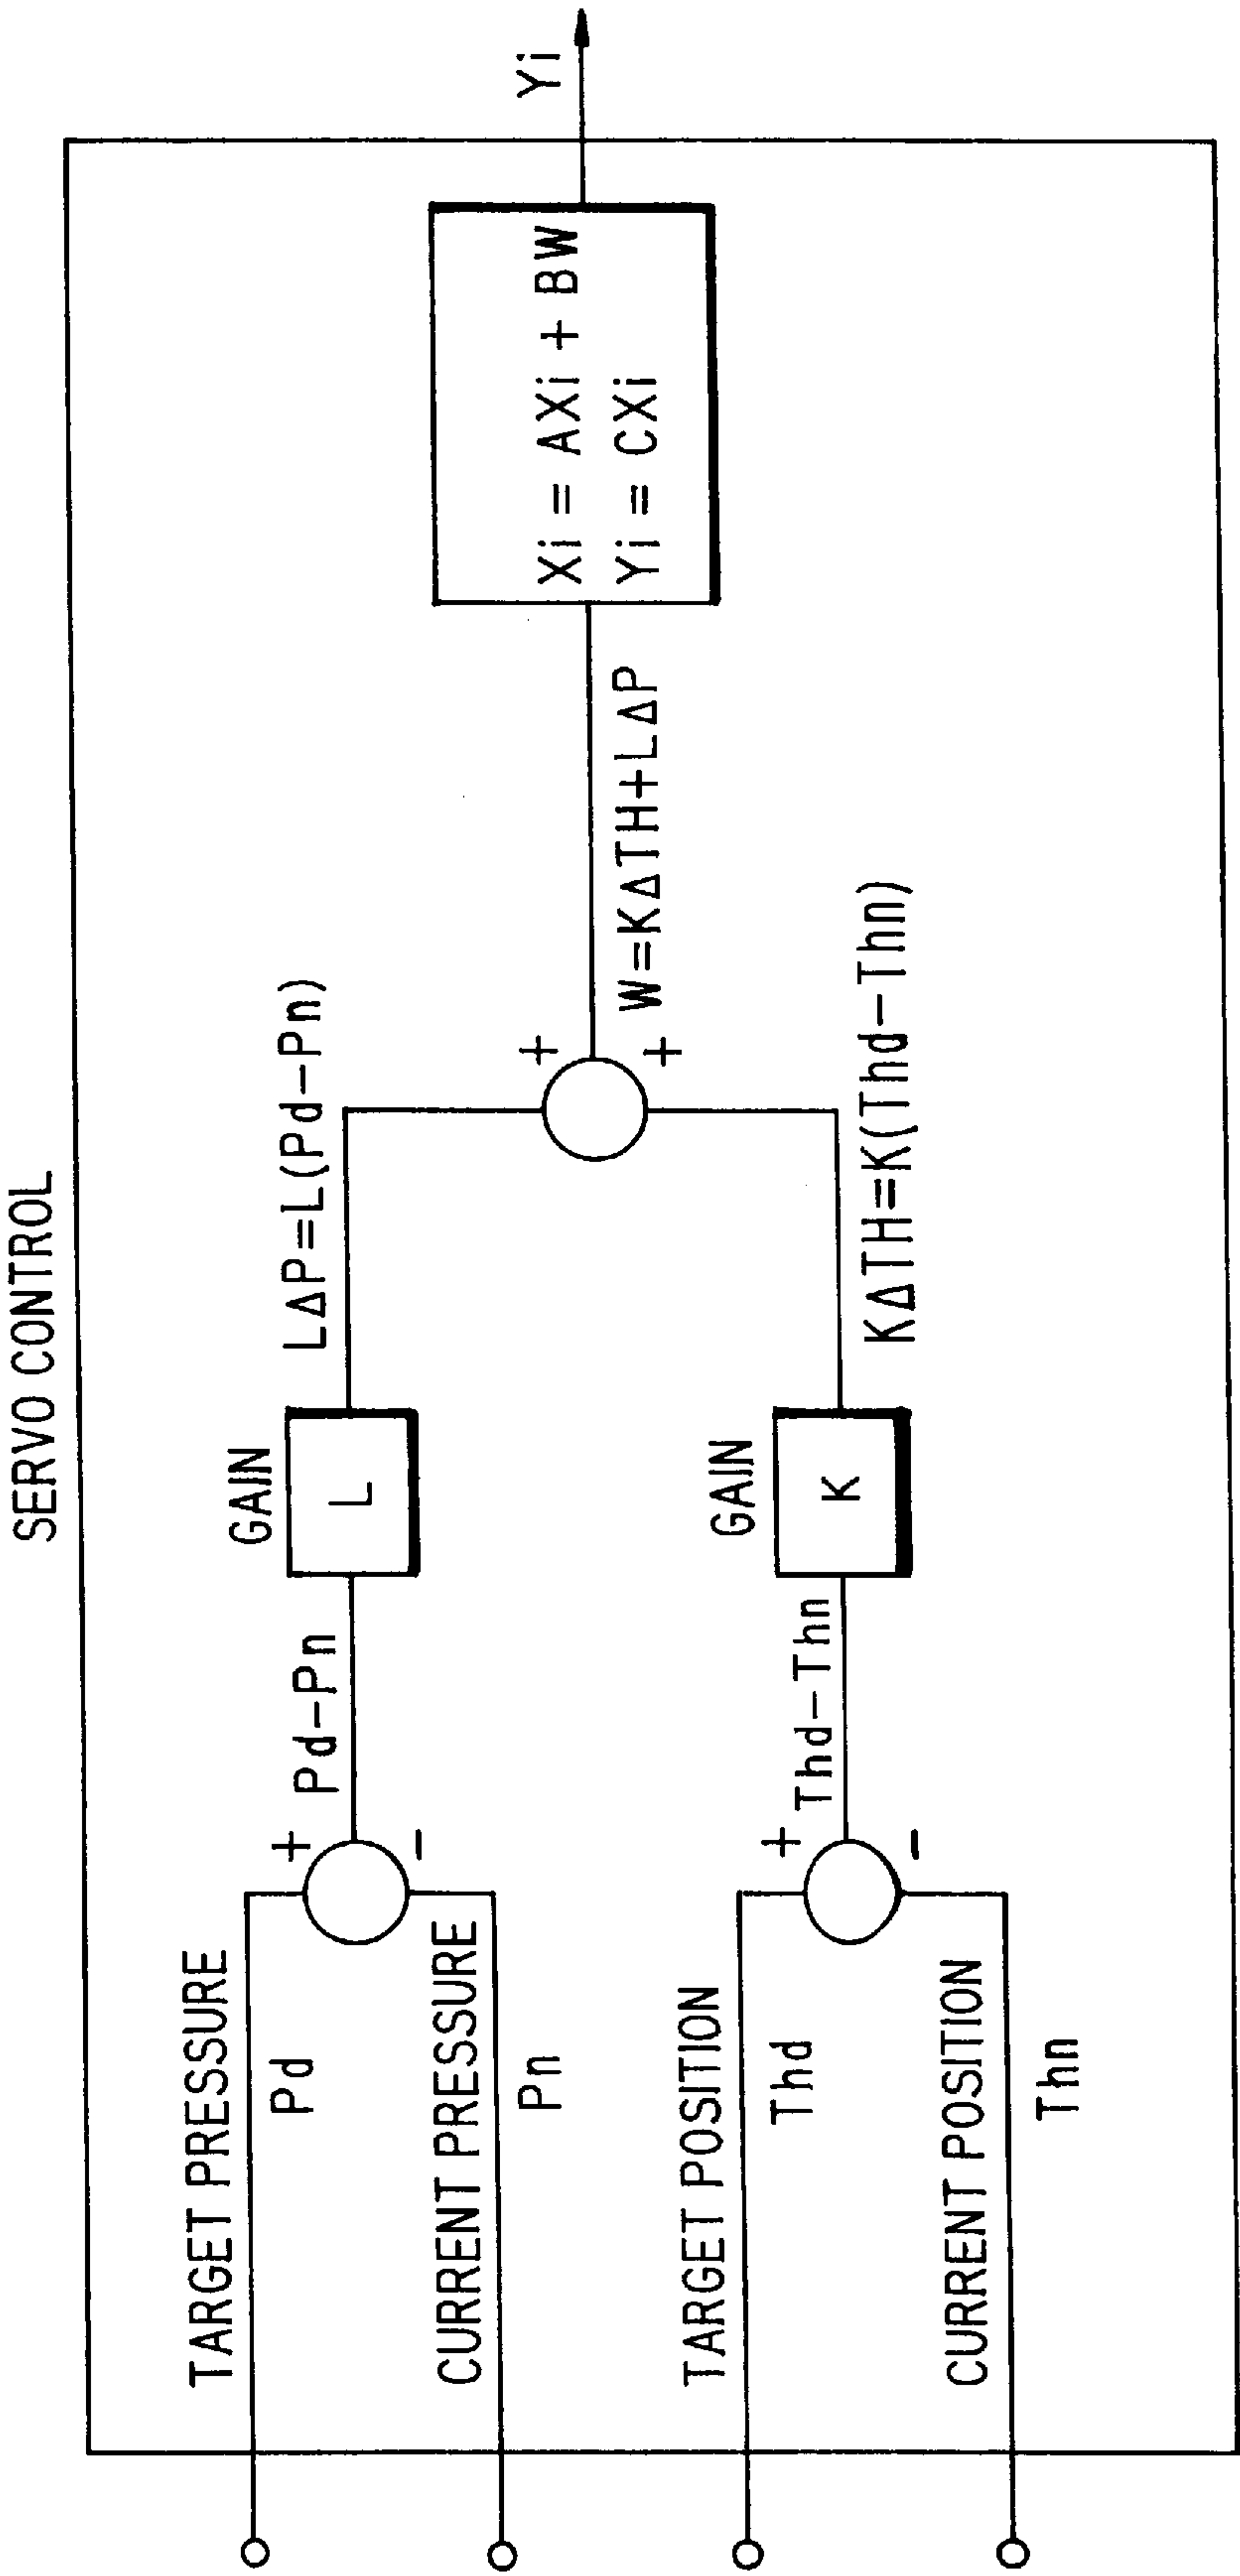 SERVO CONTROL
TARGET PRESSURE
Pd
+
Pd-Pn
-
CURRENT PRESSURE
Pn
GAIN
L
LΔP=L(Pd-Pn)
TARGET POSITION
Thd
+
Thd-Thn
-
CURRENT POSITION
Thn
GAIN
K
KΔTH=K(Thd-Thn)
+
+
W=KΔTH+LΔP
Xi = AXi + BW
Yi = CXi
Yi